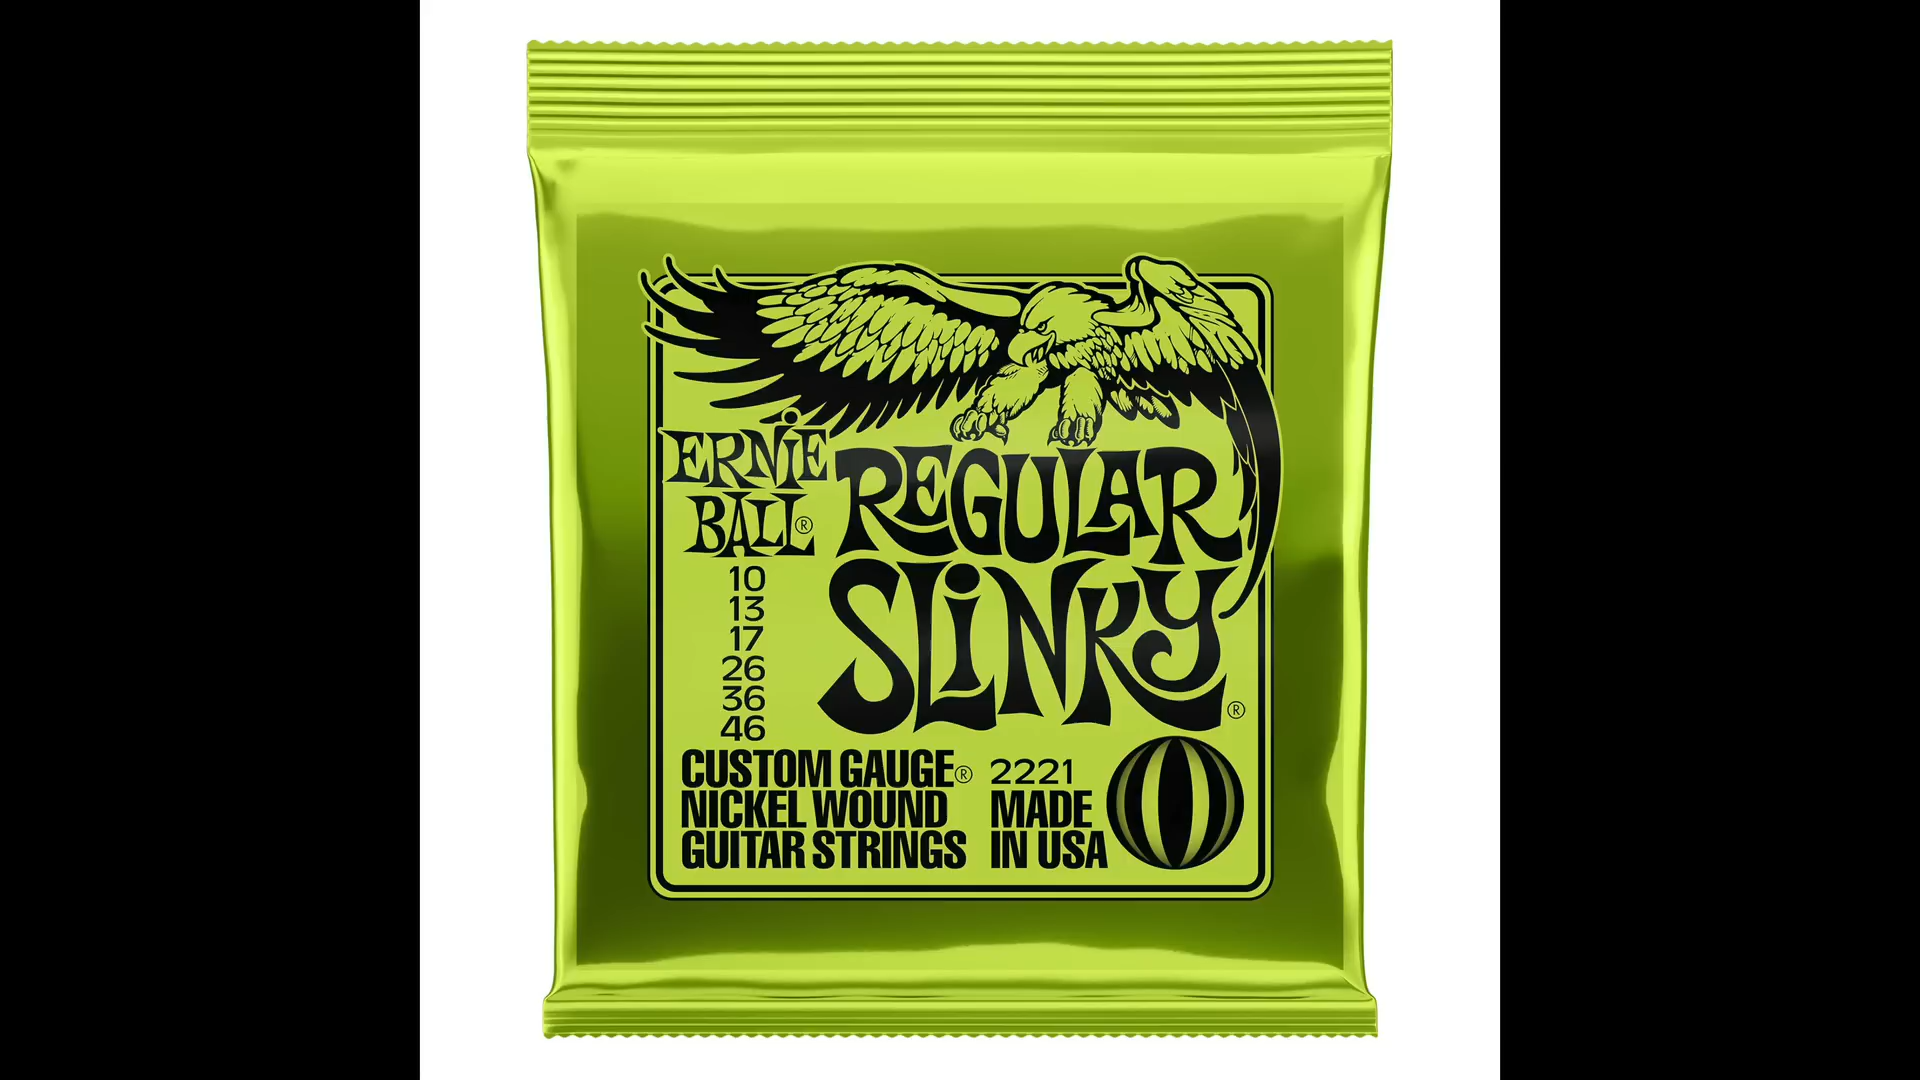 ERNIE
BALL®
REGULAR
SLINKY®
10
13
17
26
36
46
CUSTOM GAUGE®
NICKEL WOUND
GUITAR STRINGS
2221
MADE
IN USA